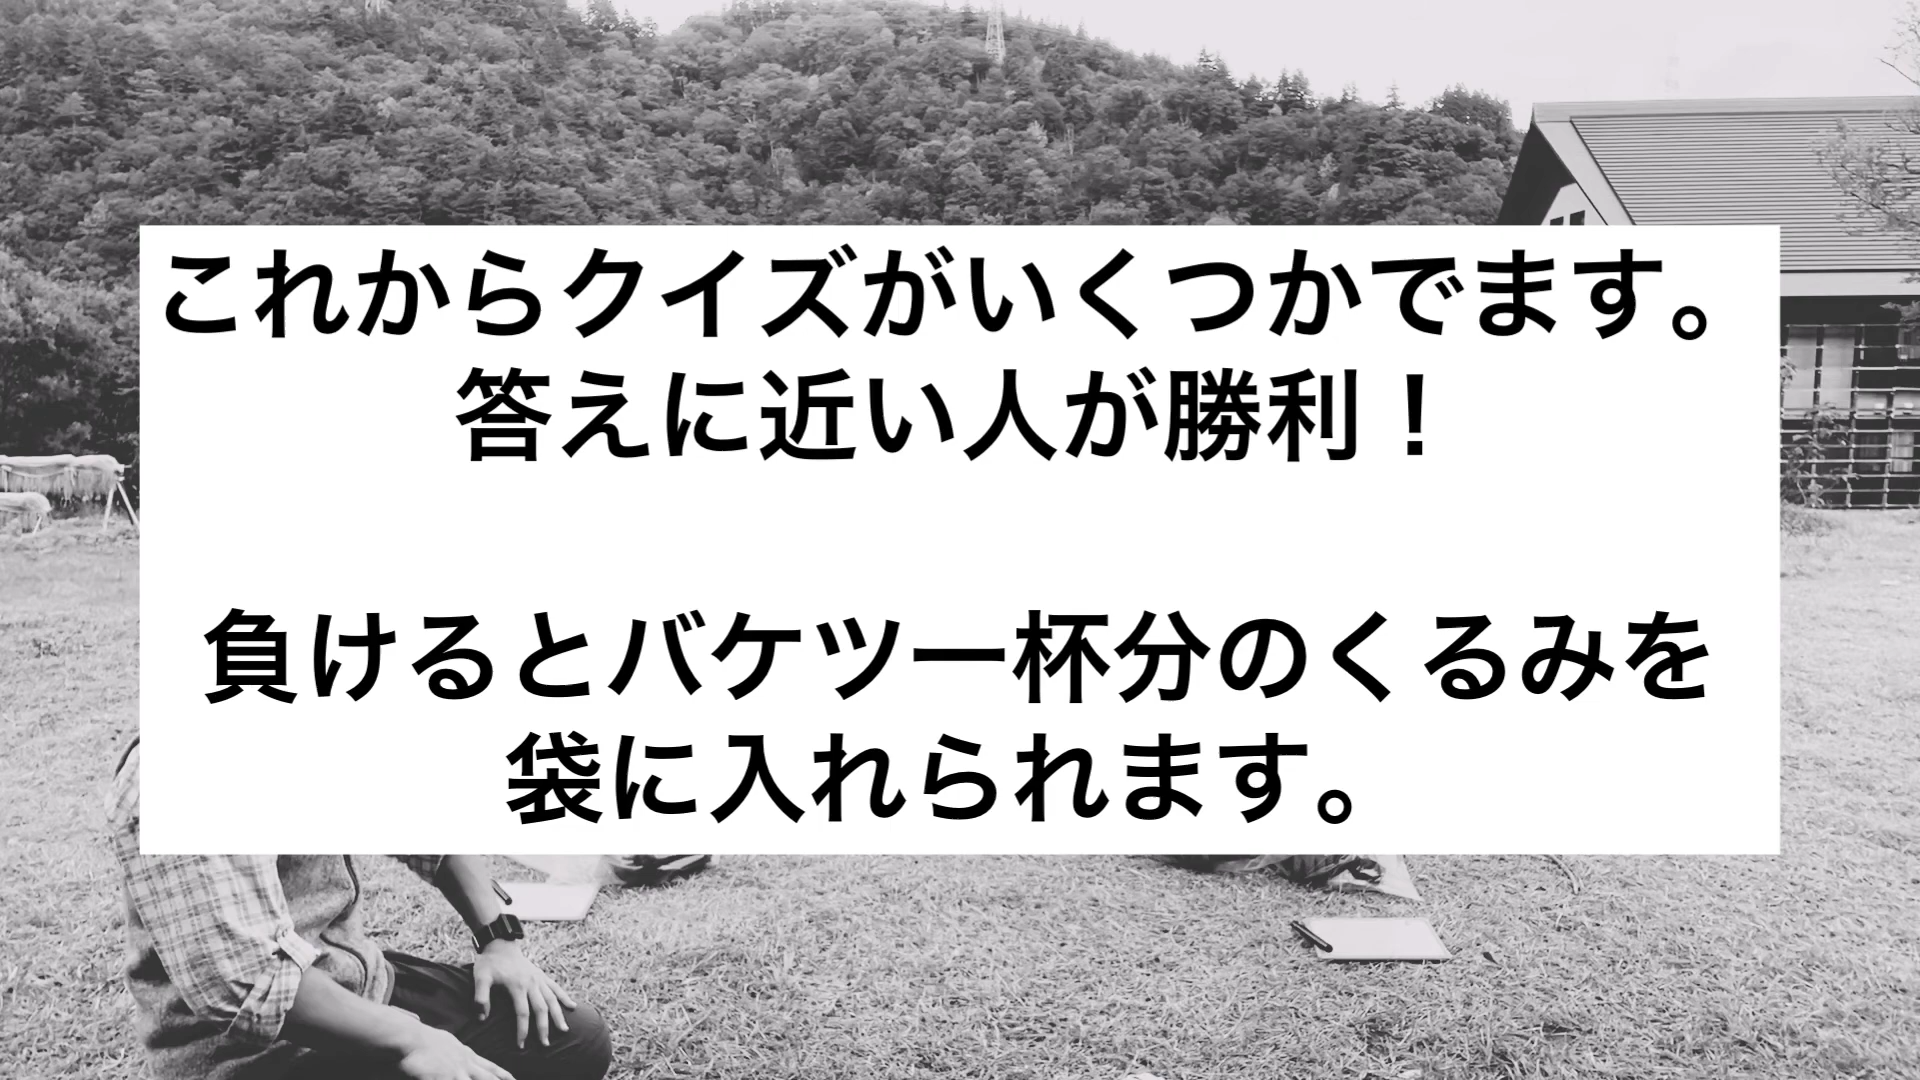 これからクイズがいくつかでます。
答えに近い人が勝利！
負けるとバケツ一杯分のくるみを
袋に入れられます。